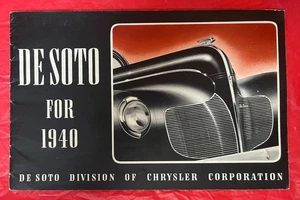 DE SOTO
FOR
1940
DE SOTO DIVISION OF CHRYSLER CORPORATION